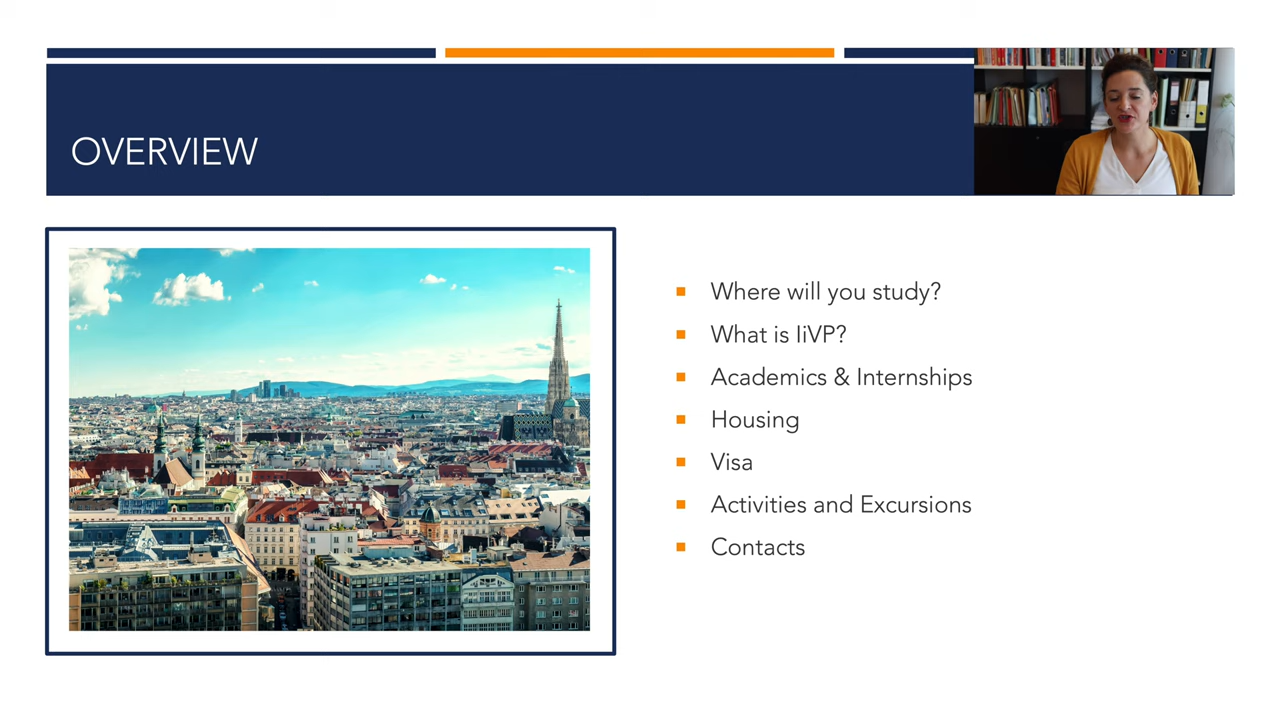 OVERVIEW
Where will you study?
What is IiVP?
Academics & Internships
Housing
Visa
Activities and Excursions
Contacts